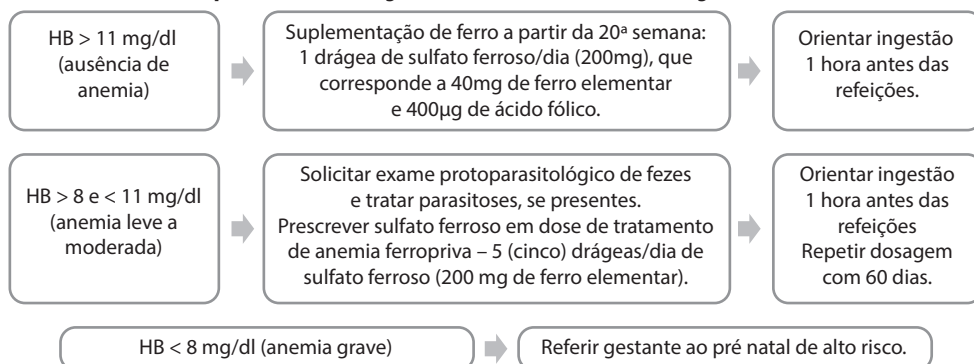 HB > 11 mg/dl
(ausência de
anemia)
Suplementação de ferro a partir da 20ª semana:
1 drágea de sulfato ferroso/dia (200mg), que
corresponde a 40mg de ferro elementar
e 400µg de ácido fólico.
Orientar ingestão
1 hora antes das
refeições.
HB > 8 e < 11 mg/dl
(anemia leve a
moderada)
Solicitar exame protoparasitológico de fezes
e tratar parasitoses, se presentes.
Prescrever sulfato ferroso em dose de tratamento
de anemia ferropriva – 5 (cinco) drágeas/dia de
sulfato ferroso (200 mg de ferro elementar).
Orientar ingestão
1 hora antes das
refeições
Repetir dosagem
com 60 dias.
HB < 8 mg/dl (anemia grave)
Referir gestante ao pré natal de alto risco.